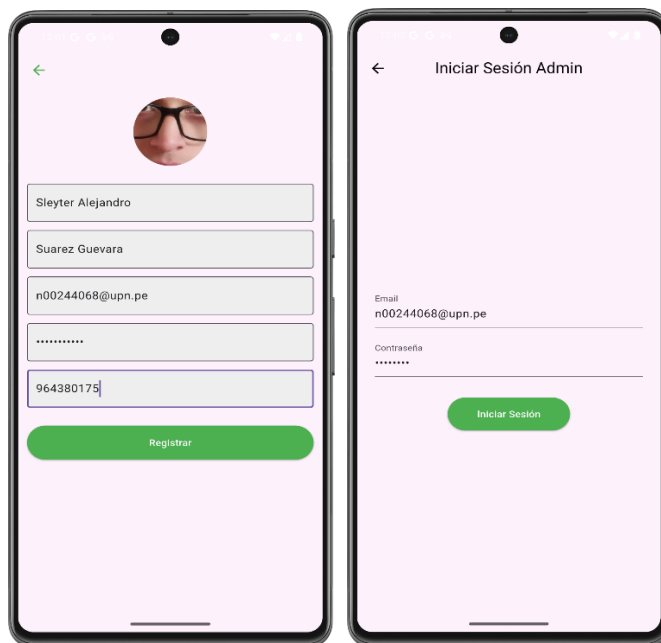 Sleyter Alejandro
Suarez Guevara
n00244068@upn.pe
•••••••••••
964380175
Registrar
Iniciar Sesión Admin
Email
n00244068@upn.pe
Contraseña
••••••••
Iniciar Sesión